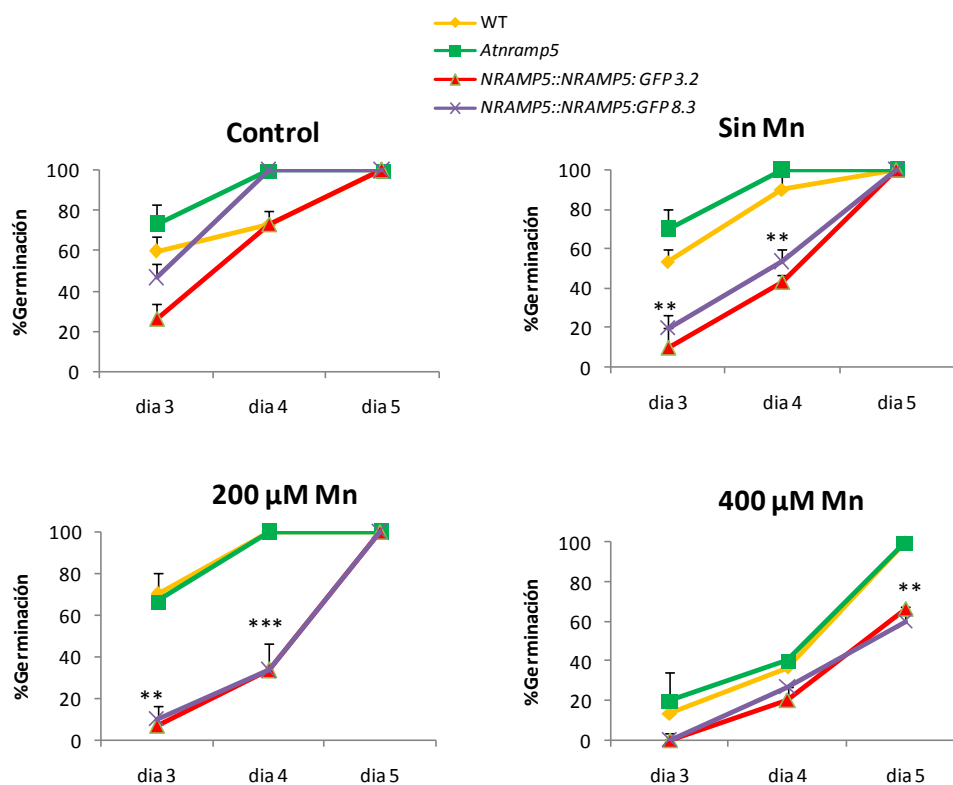 WT
Atnramp5
NRAMP5::NRAMP5: GFP 3.2
NRAMP5::NRAMP5:GFP 8.3
Control
%Germinación
100
80
60
40
20
0
dia 3
dia 4
dia 5
Sin Mn
%Germinación
100
80
60
40
20
0
**
**
dia 3
dia 4
dia 5
200 µM Mn
%Germinación
100
80
60
40
20
0
**
***
dia 3
dia 4
dia 5
400 µM Mn
%Germinación
100
80
60
40
20
0
**
dia 3
dia 4
dia 5